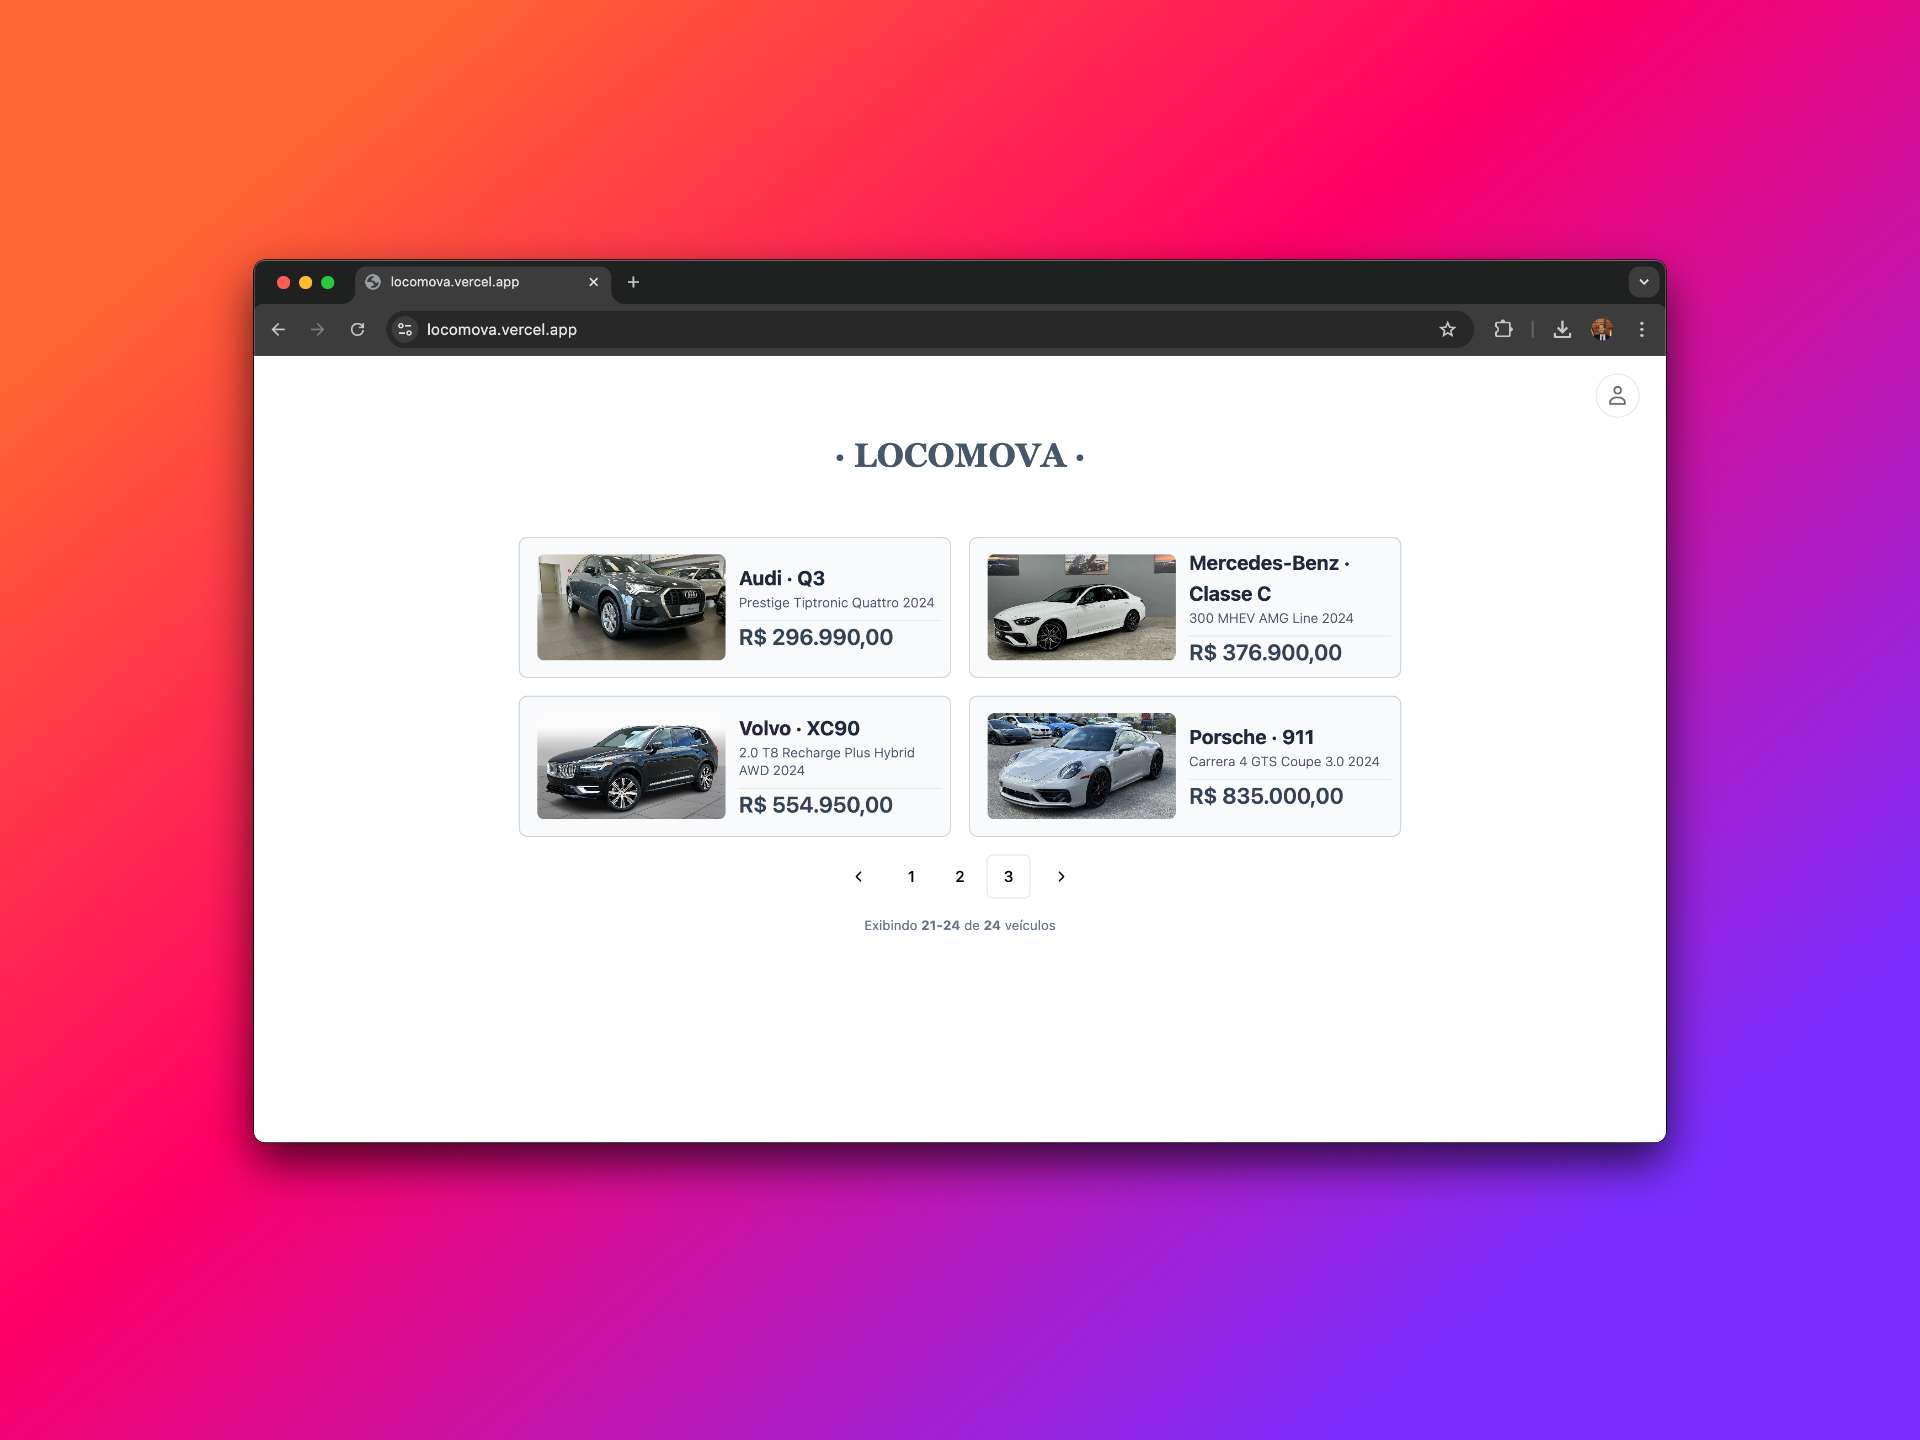 locomova.vercel.app
locomova.vercel.app
· LOCOMOVA ·
Audi · Q3
Prestige Tiptronic Quattro 2024
R$ 296.990,00
Mercedes-Benz ·
Classe C
300 MHEV AMG Line 2024
R$ 376.900,00
Volvo · XC90
2.0 T8 Recharge Plus Hybrid
AWD 2024
R$ 554.950,00
Porsche · 911
Carrera 4 GTS Coupe 3.0 2024
R$ 835.000,00
1 2 3
Exibindo 21-24 de 24 veículos